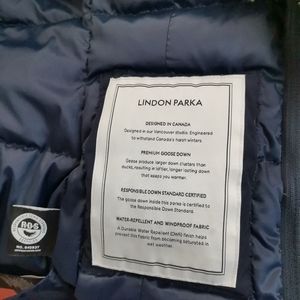 LINDON PARKA
DESIGNED IN CANADA
Designed in our Vancouver studio. Engineered
to withstand Canada's harsh winters
PREMIUM GOOSE DOWN
Geese produce larger down clusters than
ducks, resulting in loftier, longer lasting down
that keeps you warmer.
RESPONSIBLE DOWN STANDARD CERTIFIED
The goose down inside this parka is certified to
the Responsible Down Standard.
WATER-REPELLENT AND WINDPROOF FABRIC
A Durable Water Repellent (DWR) finish helps
prevent this fabric from becoming saturated in
wet weather.
RDS